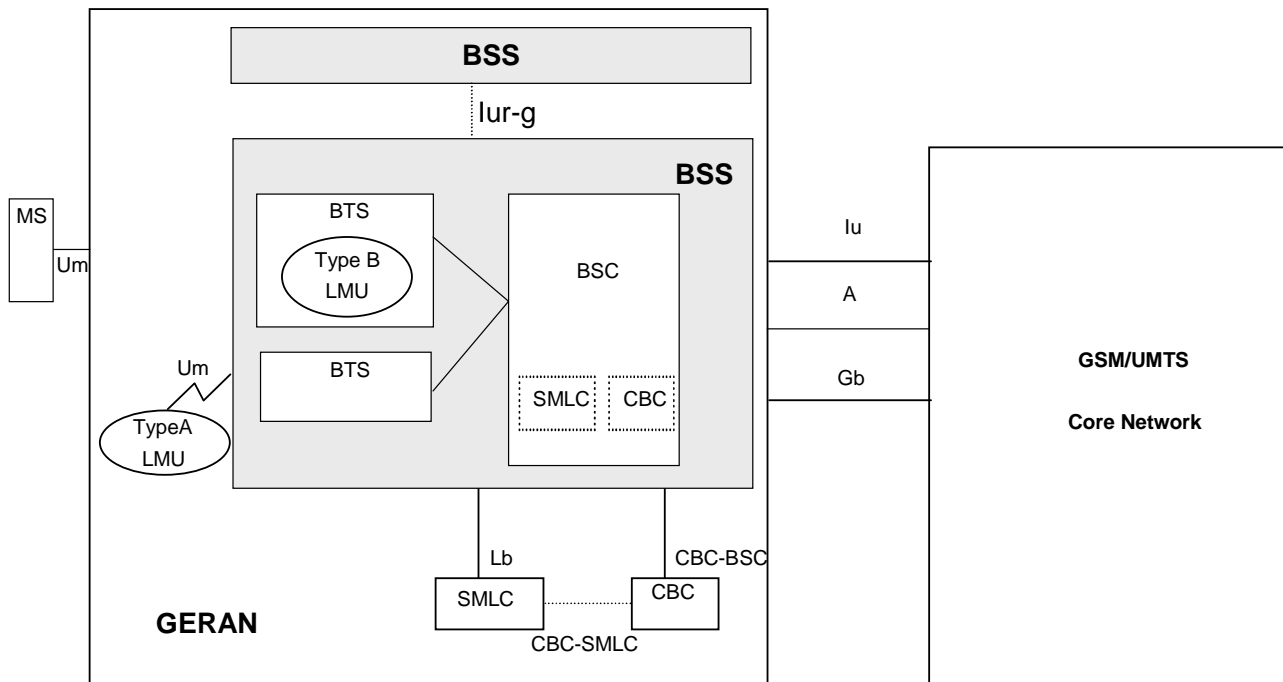 BSS
Iur-g
BSS
MS
Um
BTS
Type B
LMU
BSC
BTS
SMLC
CBC
Um
TypeA
LMU
Iu
A
Gb
GSM/UMTS
Core Network
Lb
CBC-BSC
SMLC
CBC
CBC-SMLC
GERAN